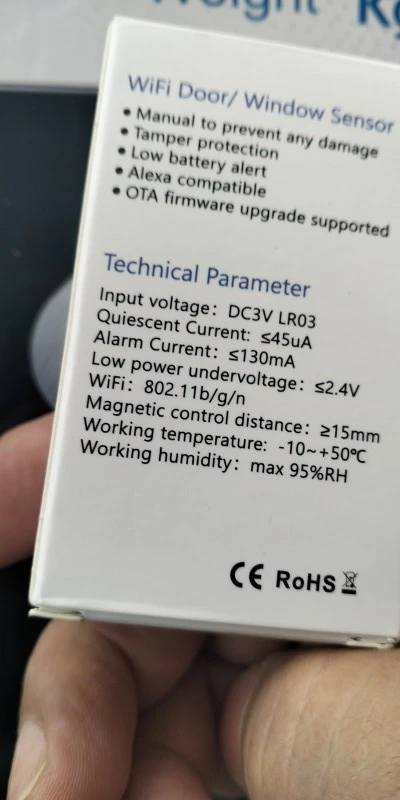 Weight
WiFi Door/ Window Sensor
• Manual to prevent any damage
• Tamper protection
• Low battery alert
• Alexa compatible
• OTA firmware upgrade supported
Technical Parameter
Input voltage: DC3V LR03
Quiescent Current: ≤45uA
Alarm Current: ≤130mA
Low power undervoltage: ≤2.4V
WiFi: 802.11b/g/n
Magnetic control distance: ≥15mm
Working temperature: -10~+50℃
Working humidity: max 95%RH
CE RoHS